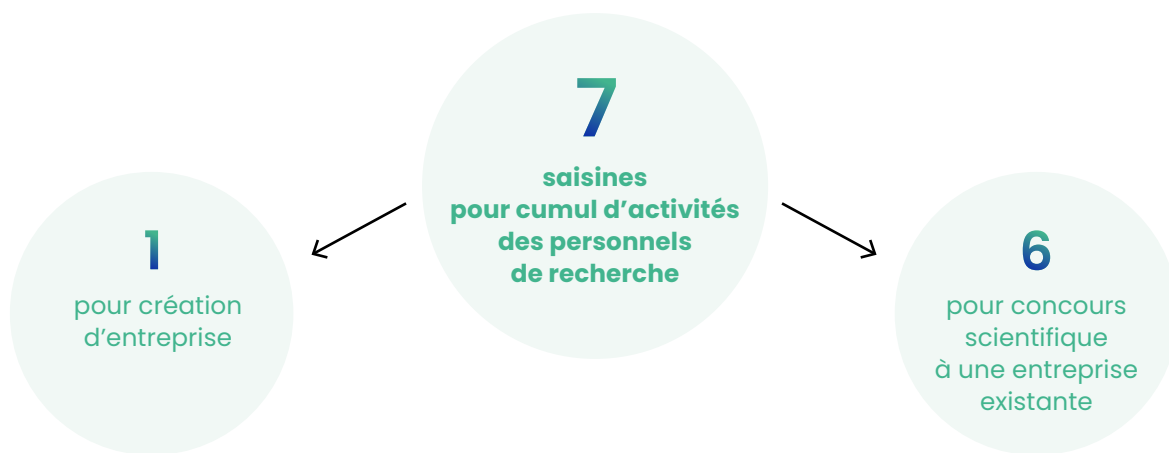 7
saisines
pour cumul d’activités
des personnels
de recherche
1
pour création
d’entreprise
6
pour concours
scientifique
à une entreprise
existante